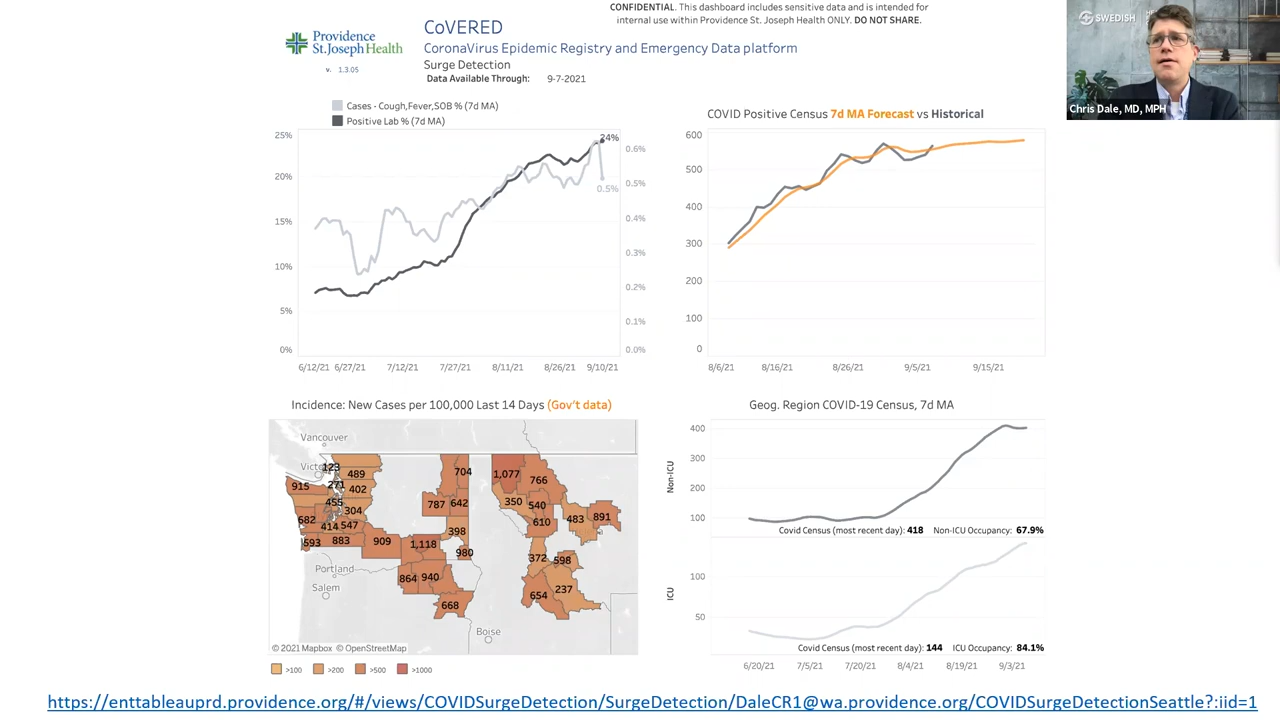 CONFIDENTIAL. This dashboard includes sensitive data and is intended for
internal use within Providence St. Joseph Health ONLY. DO NOT SHARE.
SWEDISH
Chris Dale, MD, MPH
Providence
St.JosephHealth
v. 1.3.05
CoVERED
CoronaVirus Epidemic Registry and Emergency Data platform
Surge Detection
Data Available Through: 9-7-2021
Cases - Cough,Fever,SOB % (7d MA)
Positive Lab % (7d MA)
25%
20%
15%
10%
5%
0%
24%
0.5%
0.6%
0.5%
0.4%
0.3%
0.2%
0.1%
0.0%
6/12/21 6/27/21 7/12/21 7/27/21 8/11/21 8/26/21 9/10/21
COVID Positive Census 7d MA Forecast vs Historical
600
500
400
300
200
100
0
8/6/21 8/16/21 8/26/21 9/5/21 9/15/21
Incidence: New Cases per 100,000 Last 14 Days (Gov't data)
Vancouver
123
489
704
1,077
766
915
271
402
455
304
787
642
350
540
483
891
682
414
547
398
610
593
883
909
1,118
980
372
598
Portland
864
940
237
Salem
654
668
Boise
© 2021 Mapbox © OpenStreetMap
>100 >200 >500 >1000
Geog. Region COVID-19 Census, 7d MA
Non-ICU
400
300
200
100
Covid Census (most recent day): 418 Non-ICU Occupancy: 67.9%
ICU
100
50
Covid Census (most recent day): 144 ICU Occupancy: 84.1%
6/20/21 7/5/21 7/20/21 8/4/21 8/19/21 9/3/21
https://enttableauprd.providence.org/#/views/COVIDSurgeDetection/SurgeDetection/DaleCR1@wa.providence.org/COVIDSurgeDetectionSeattle?:iid=1